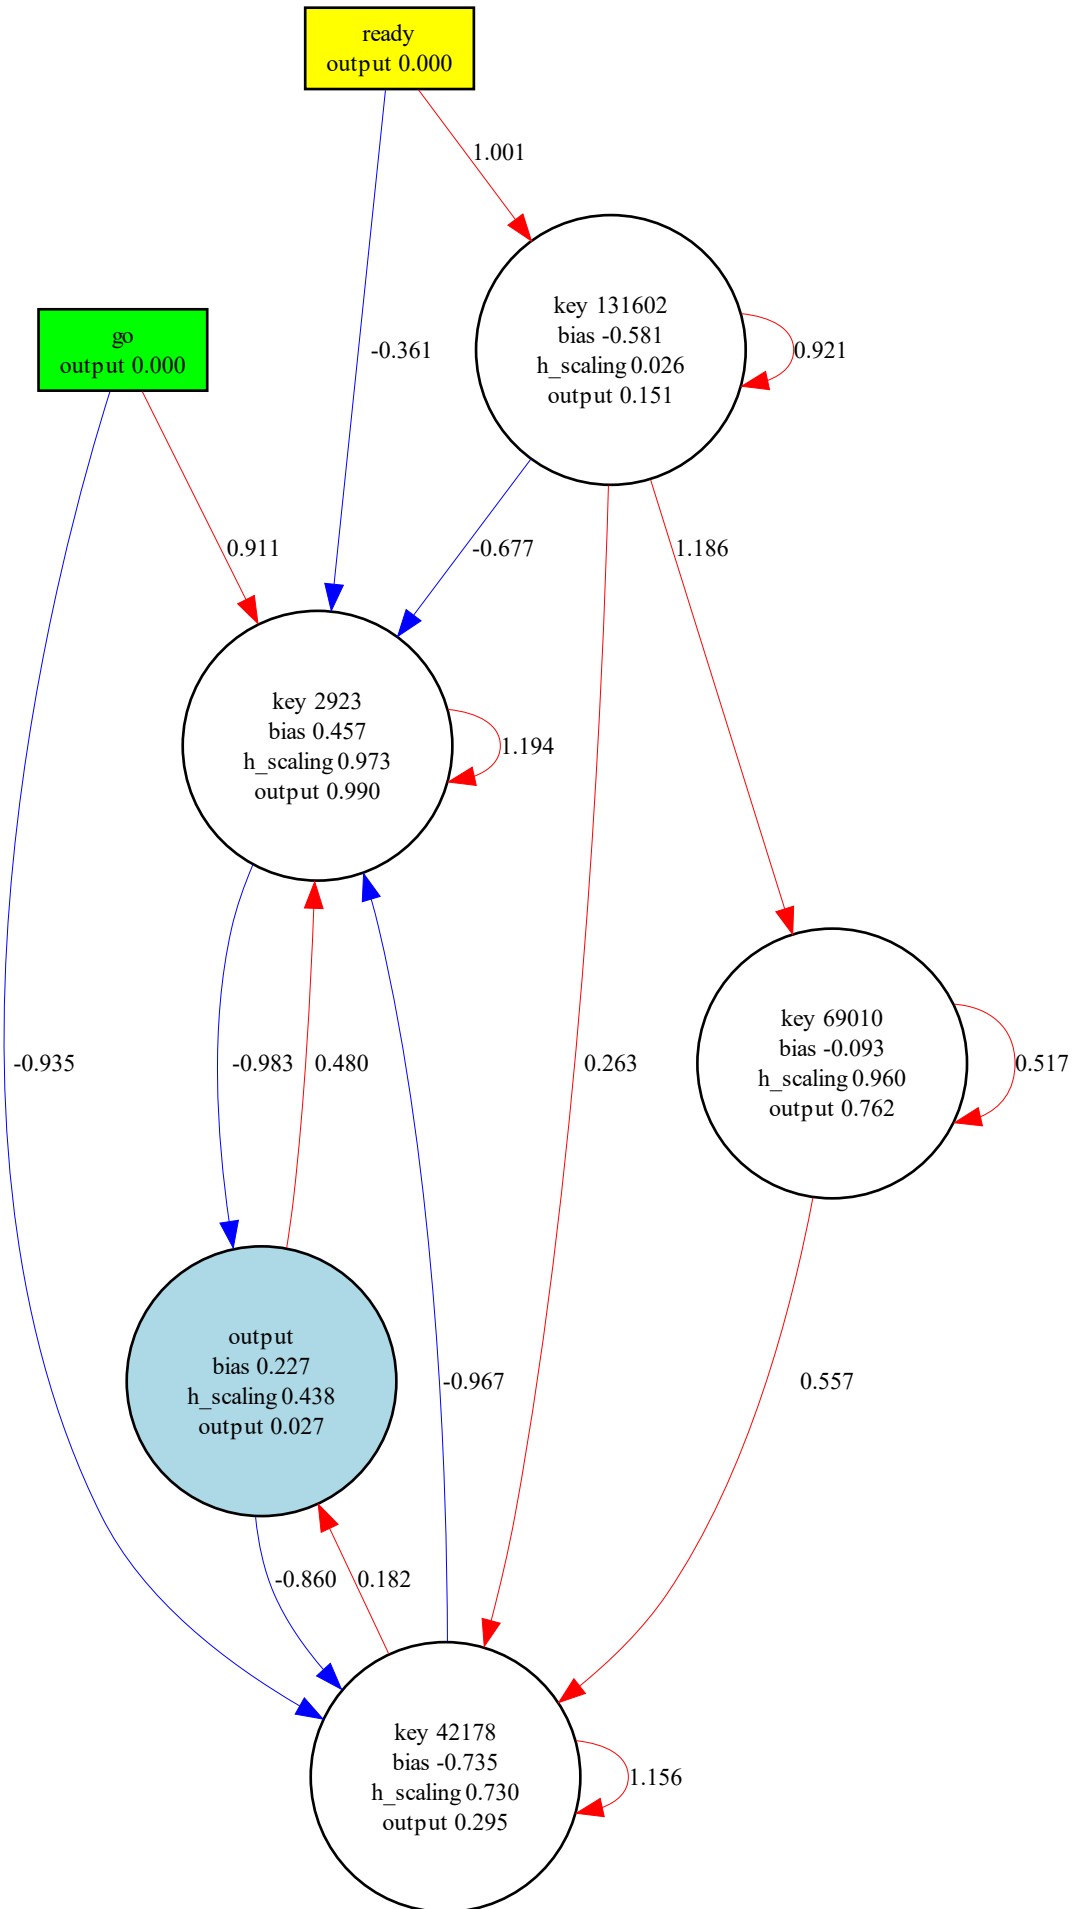 ready
output 0.000
1.001
key 131602
bias -0.581
h_scaling 0.026
output 0.151
0.921
go
output 0.000
-0.361
0.911
-0.677
1.186
key 2923
bias 0.457
h_scaling 0.973
output 0.990
1.194
key 69010
bias -0.093
h_scaling 0.960
output 0.762
0.517
-0.935
-0.983
0.480
0.263
output
bias 0.227
h_scaling 0.438
output 0.027
-0.967
0.557
-0.860
0.182
key 42178
bias -0.735
h_scaling 0.730
output 0.295
1.156